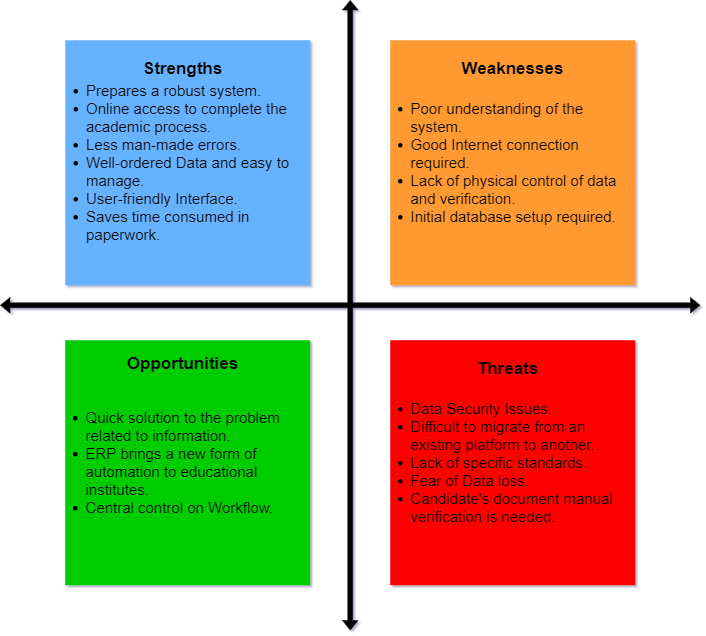 Strengths
• Prepares a robust system.
• Online access to complete the
academic process.
• Less man-made errors.
• Well-ordered Data and easy to
manage.
• User-friendly Interface.
• Saves time consumed in
paperwork.
Weaknesses
• Poor understanding of the
system.
• Good Internet connection
required.
• Lack of physical control of data
and verification.
• Initial database setup required.
Opportunities
• Quick solution to the problem
related to information.
• ERP brings a new form of
automation to educational
institutes.
• Central control on Workflow.
Threats
• Data Security Issues.
• Difficult to migrate from an
existing platform to another.
• Lack of specific standards.
• Fear of Data loss.
• Candidate's document manual
verification is needed.